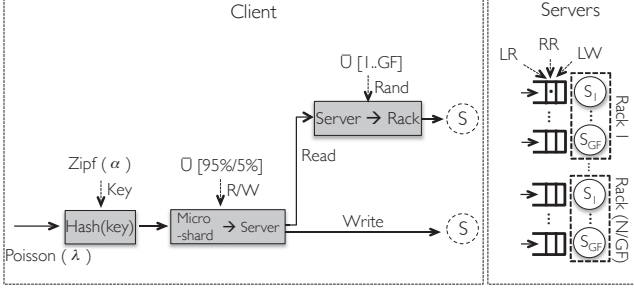 Client
Servers
LR
RR
LW
U̅ [1..GF]
Rand
S1
Server → Rack
S
Rack 1
SGF
Read
Zipf ( α )
U̅ [95%/5%]
Key
R/W
S1
Hash(key)
Micro
-shard
→ Server
Write
S
Rack (N/GF)
SGF
Poisson ( λ )